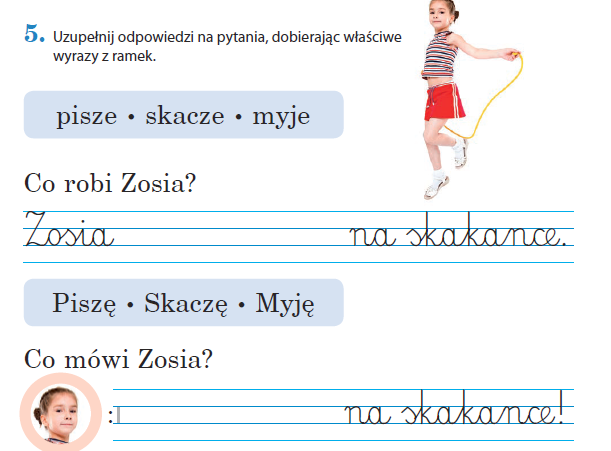 5. Uzupełnij odpowiedzi na pytania, dobierając właściwe
wyrazy z ramek.
pisze • skacze • myje
Co robi Zosia?
Zosia na skakance.
Piszę • Skaczę • Myję
Co mówi Zosia?
: na skakance!